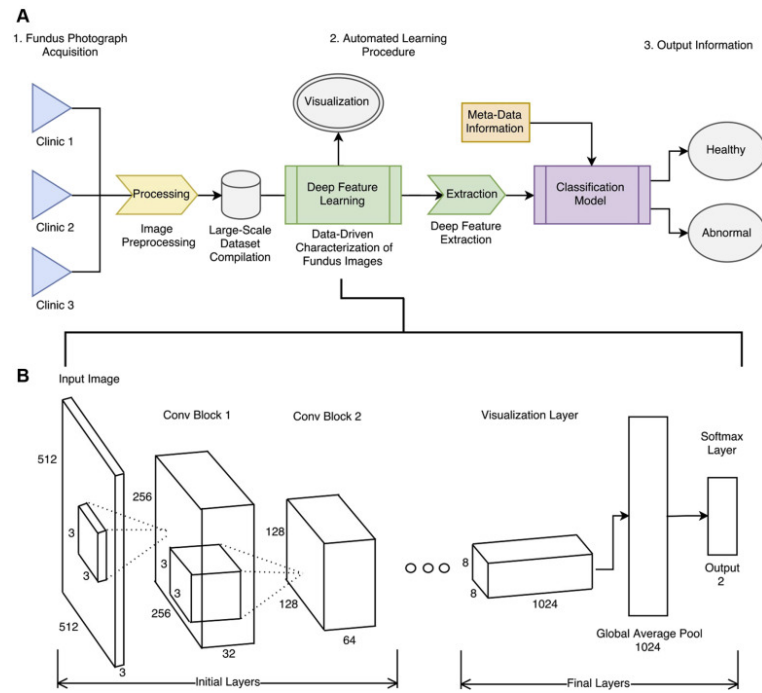 A
1. Fundus Photograph
Acquisition
2. Automated Learning
Procedure
3. Output Information
Clinic 1
Clinic 2
Clinic 3
Processing
Image
Preprocessing
Large-Scale
Dataset
Compilation
Visualization
Deep Feature
Learning
Data-Driven
Characterization of
Fundus Images
Extraction
Deep Feature
Extraction
Meta-Data
Information
Classification
Model
Healthy
Abnormal
B
Input Image
Conv Block 1
Conv Block 2
Visualization Layer
Softmax
Layer
512
3
3
512
3
256
3
3
256
32
128
128
64
8
8
1024
Global Average Pool
1024
Output
2
Initial Layers
Final Layers